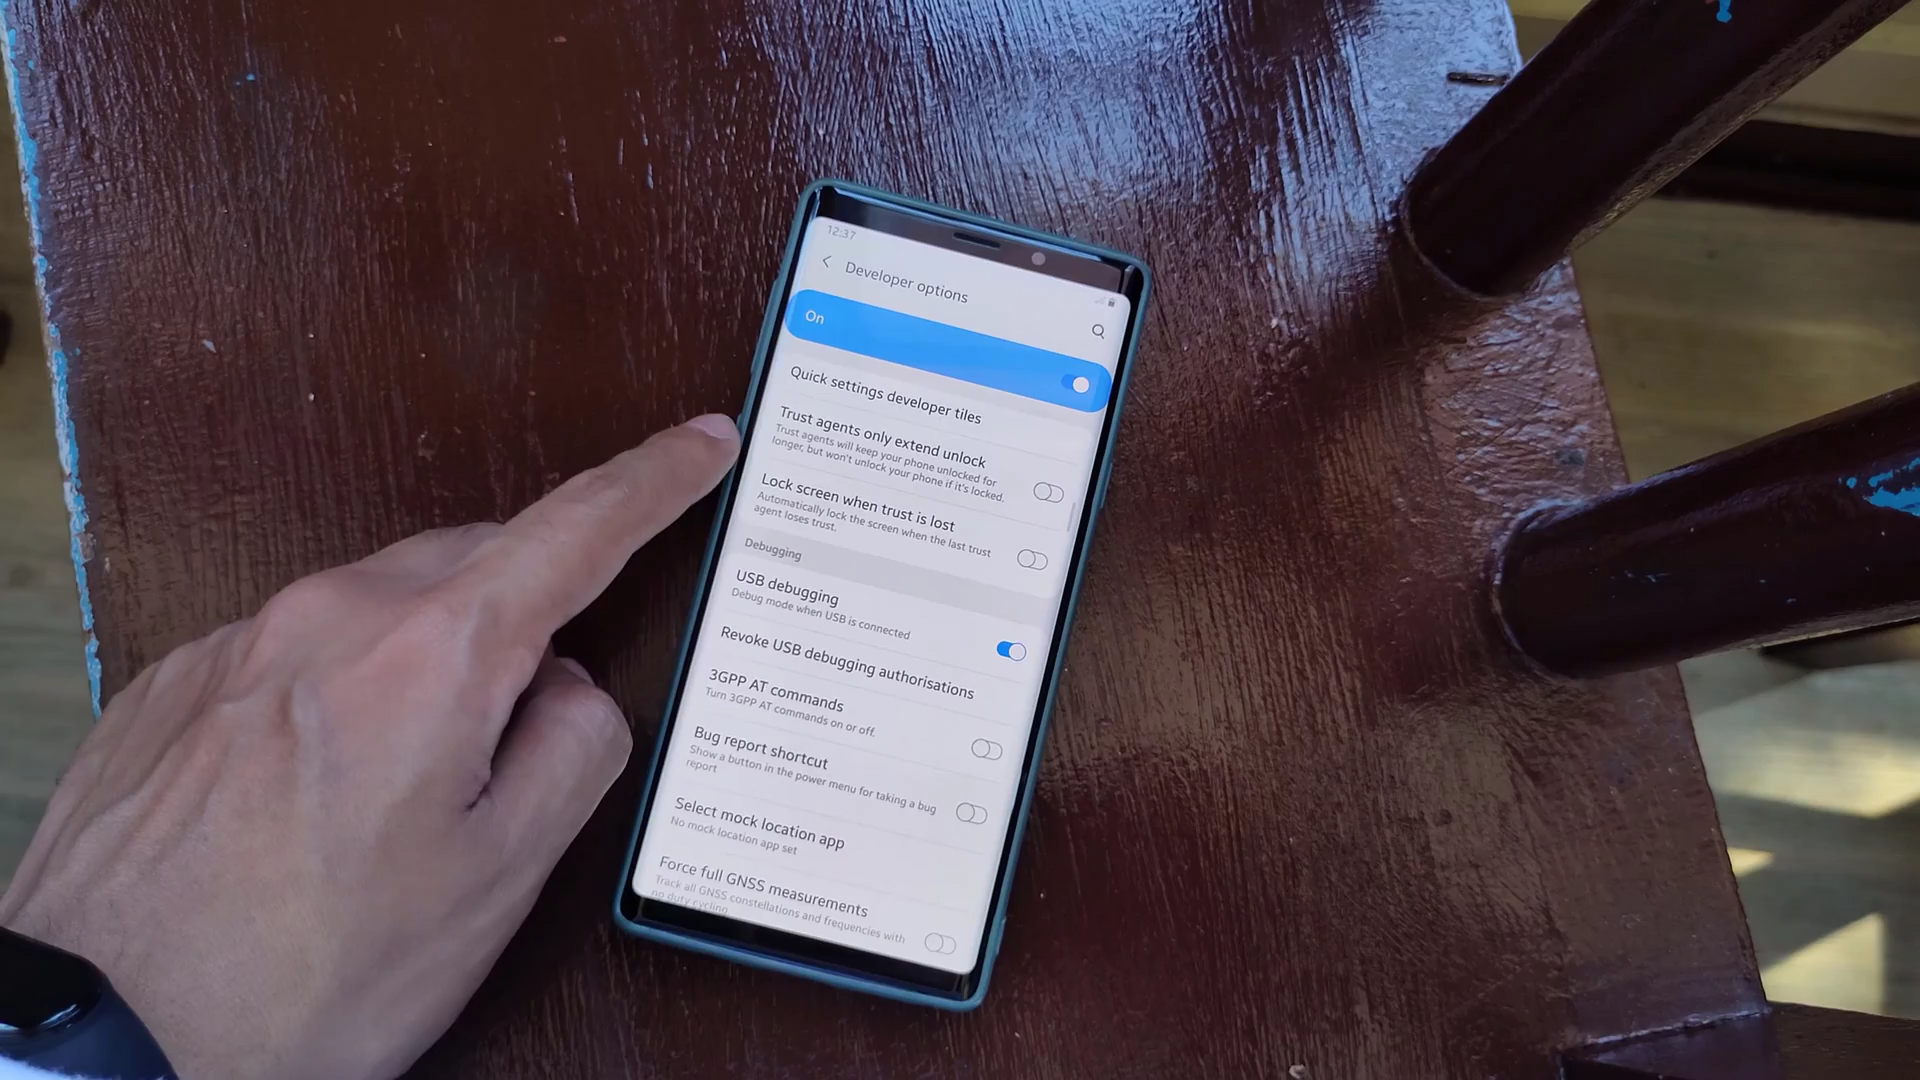 12:37
Developer options
On
Quick settings developer tiles
Trust agents only extend unlock
Trust agents will keep your phone unlocked for
longer, but won't unlock your phone if it's locked.
Lock screen when trust is lost
Automatically lock the screen when the last trust
agent loses trust.
Debugging
USB debugging
Debug mode when USB is connected
Revoke USB debugging authorisations
3GPP AT commands
Turn 3GPP AT commands on or off.
Bug report shortcut
Show a button in the power menu for taking a bug
report
Select mock location app
No mock location app set
Force full GNSS measurements
Track all GNSS constellations and frequencies with
no duty cycling